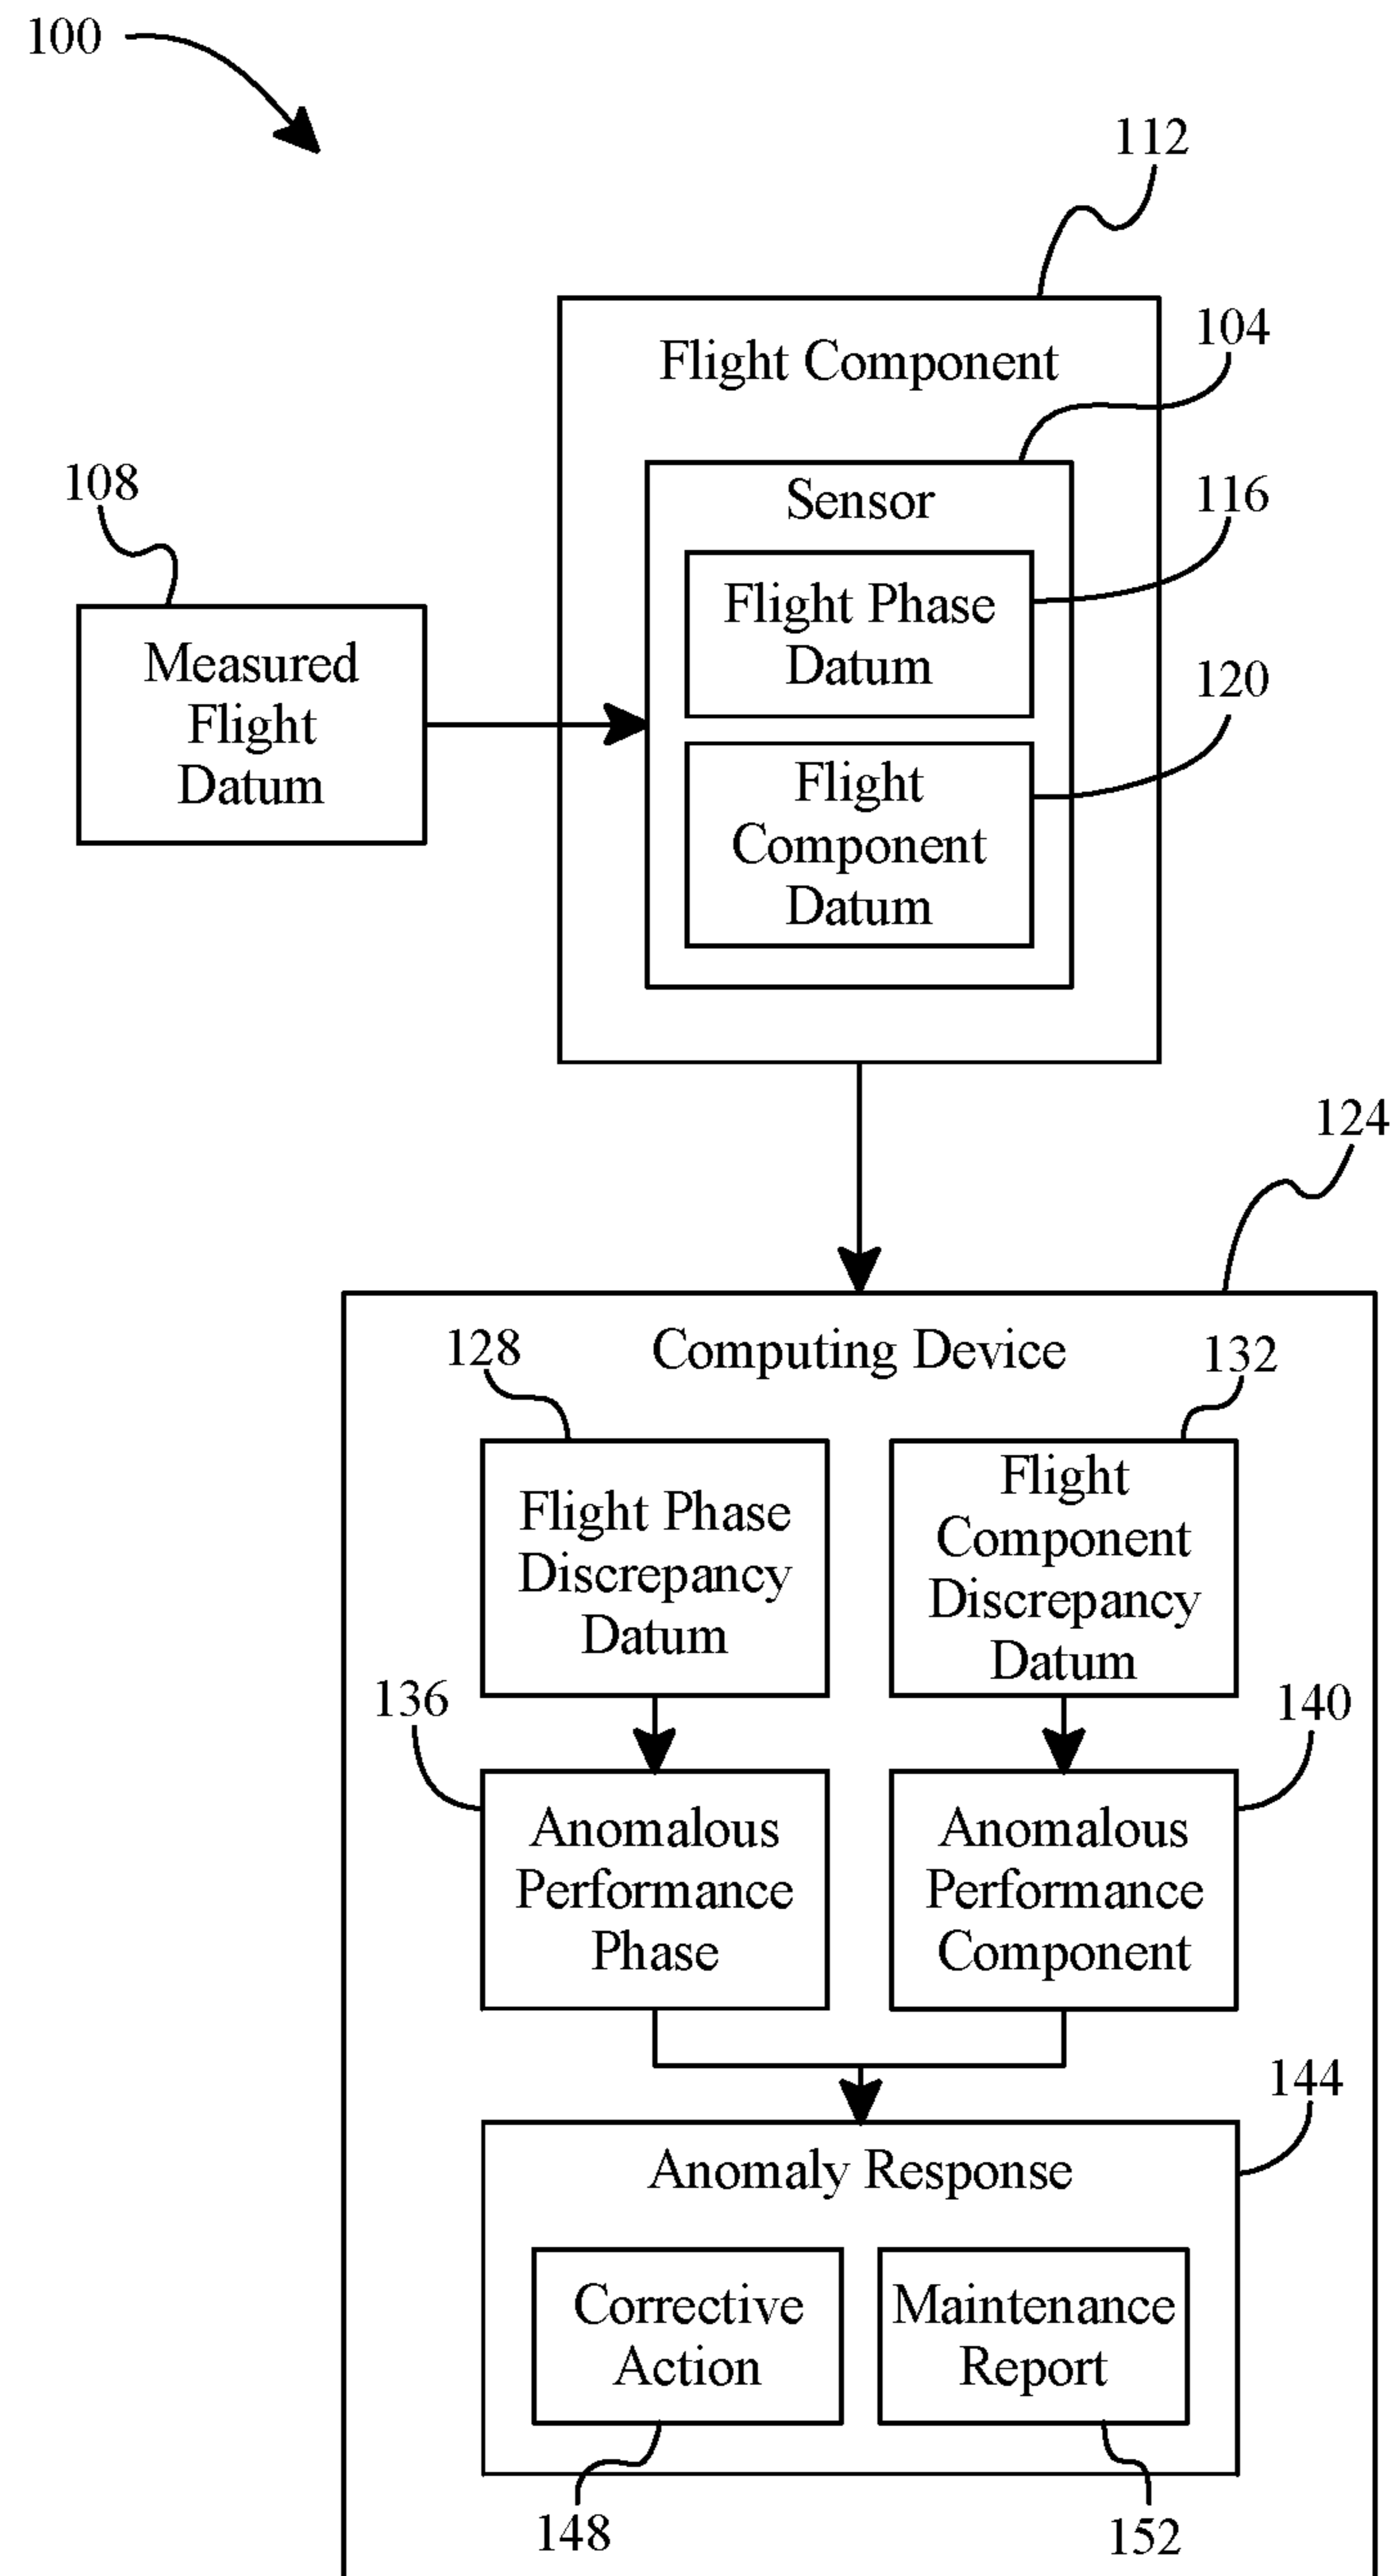 100
112
Flight Component
104
Sensor
108
116
Flight Phase
Datum
Measured
Flight
Datum
120
Flight
Component
Datum
124
Computing Device
128
132
Flight Phase
Discrepancy
Datum
Flight
Component
Discrepancy
Datum
136
140
Anomalous
Performance
Phase
Anomalous
Performance
Component
144
Anomaly Response
Corrective
Action
Maintenance
Report
148
152